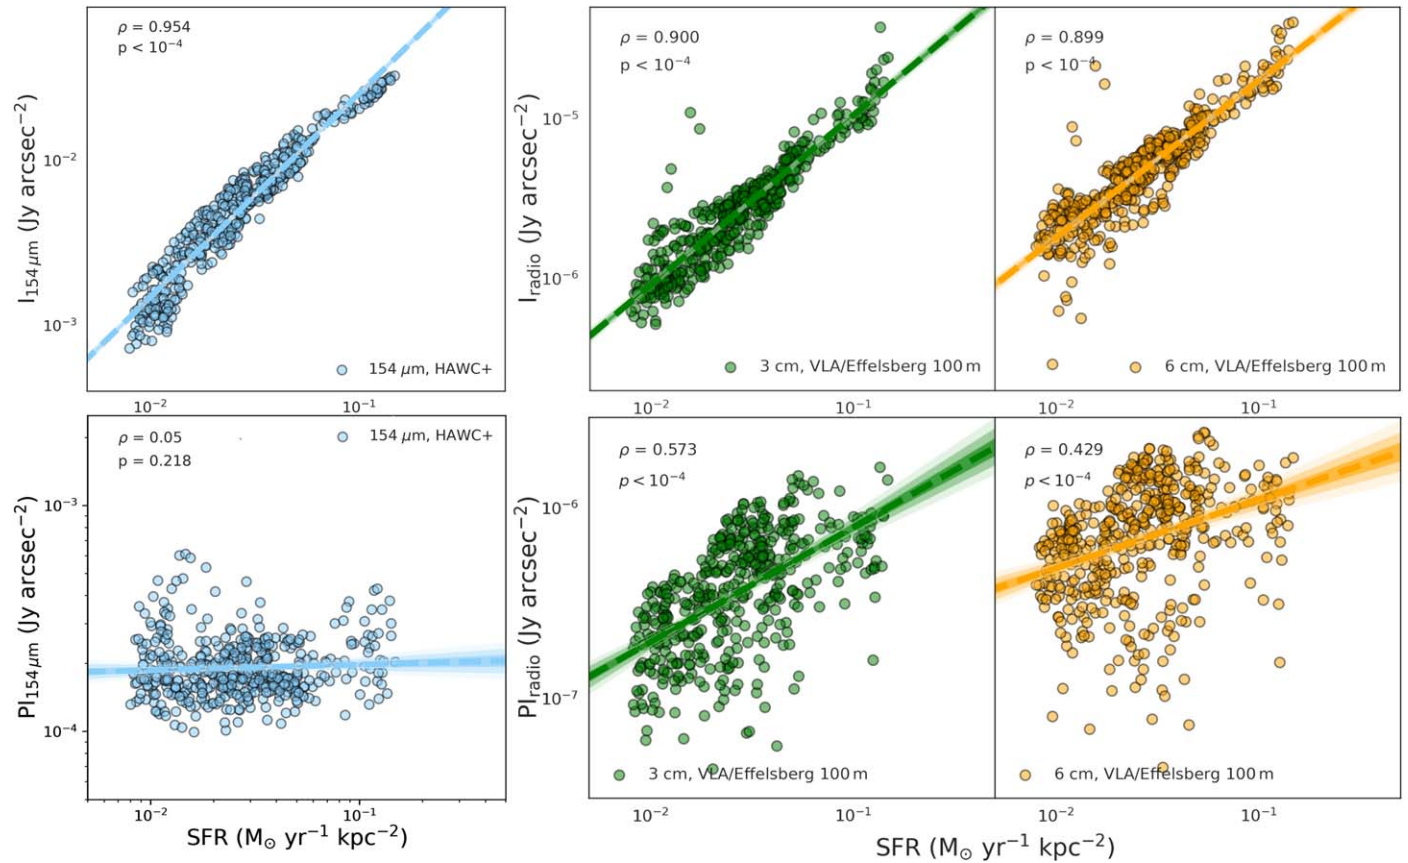 ρ = 0.954
p < 10⁻⁴
I₁₅₄ μm (Jy arcsec⁻²)
10⁻²
10⁻³
154 μm, HAWC+
10⁻² 10⁻¹
ρ = 0.900
p < 10⁻⁴
I_radio (Jy arcsec⁻²)
10⁻⁵
10⁻⁶
3 cm, VLA/Effelsberg 100 m
10⁻² 10⁻¹
ρ = 0.899
p < 10⁻⁴
6 cm, VLA/Effelsberg 100 m
10⁻² 10⁻¹
ρ = 0.05
p = 0.218
154 μm, HAWC+
PI₁₅₄ μm (Jy arcsec⁻²)
10⁻³
10⁻⁴
10⁻² 10⁻¹
SFR (M☉ yr⁻¹ kpc⁻²)
ρ = 0.573
p < 10⁻⁴
PI_radio (Jy arcsec⁻²)
10⁻⁶
10⁻⁷
3 cm, VLA/Effelsberg 100 m
10⁻² 10⁻¹
ρ = 0.429
p < 10⁻⁴
6 cm, VLA/Effelsberg 100 m
10⁻² 10⁻¹
SFR (M☉ yr⁻¹ kpc⁻²)